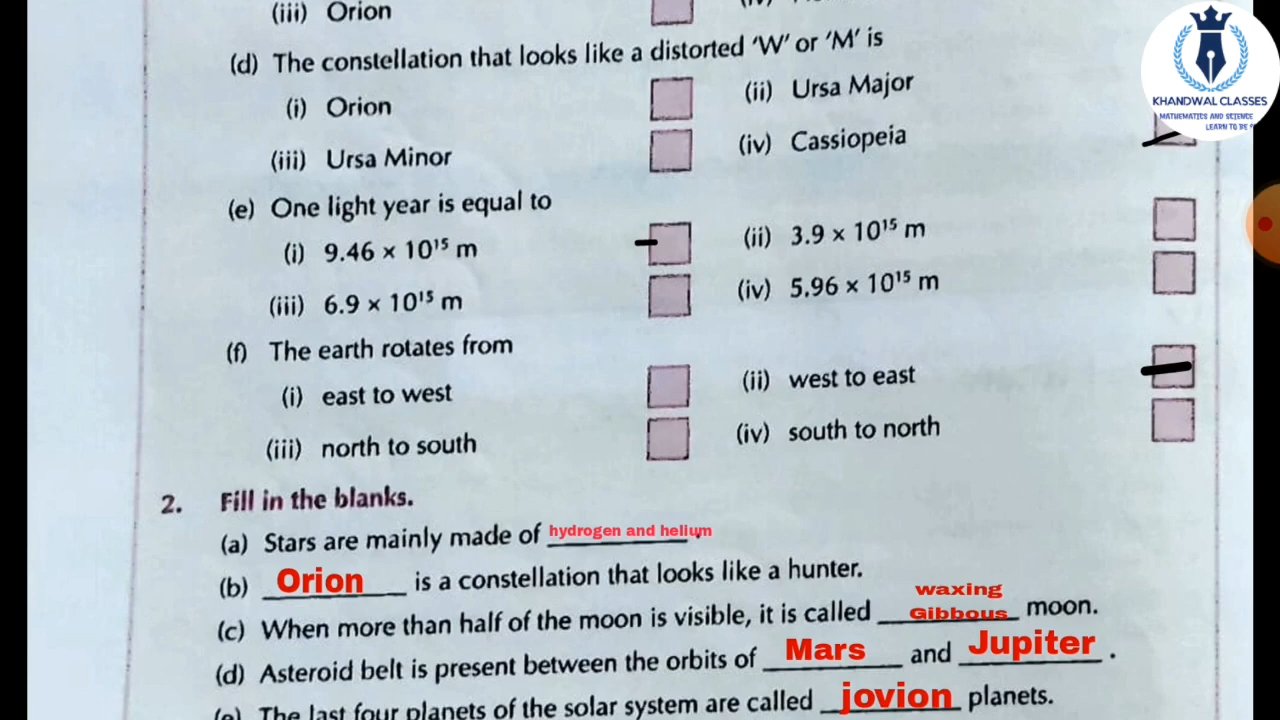 (iii) Orion
(d) The constellation that looks like a distorted 'W' or 'M' is
(i) Orion
(ii) Ursa Major
(iii) Ursa Minor
(iv) Cassiopeia
(e) One light year is equal to
(i) 9.46 × 10¹⁵ m
(ii) 3.9 × 10¹⁵ m
(iii) 6.9 × 10¹⁵ m
(iv) 5.96 × 10¹⁵ m
(f) The earth rotates from
(i) east to west
(ii) west to east
(iii) north to south
(iv) south to north
2. Fill in the blanks.
(a) Stars are mainly made of hydrogen and helium.
(b) Orion is a constellation that looks like a hunter.
(c) When more than half of the moon is visible, it is called waxing Gibbous moon.
(d) Asteroid belt is present between the orbits of Mars and Jupiter.
(e) The last four planets of the solar system are called jovion planets.
KHANDWAL CLASSES
MATHEMATICS AND SCIENCE
LEARN TO BE